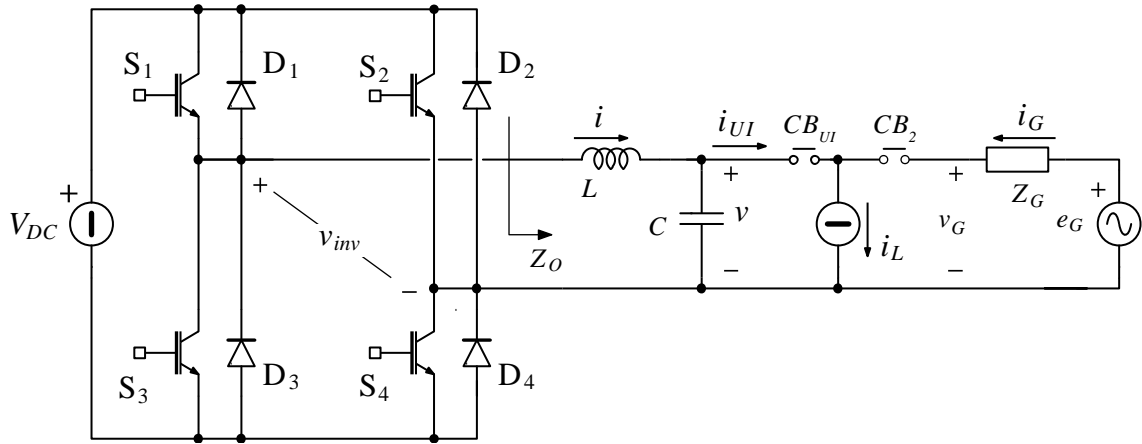 S1 D1 S2 D2
i iUI CBUI CB2 iG
+ L + + ZG +
+ VDC vinv ZO C v iL vG eG
− − −
S3 D3 S4 D4